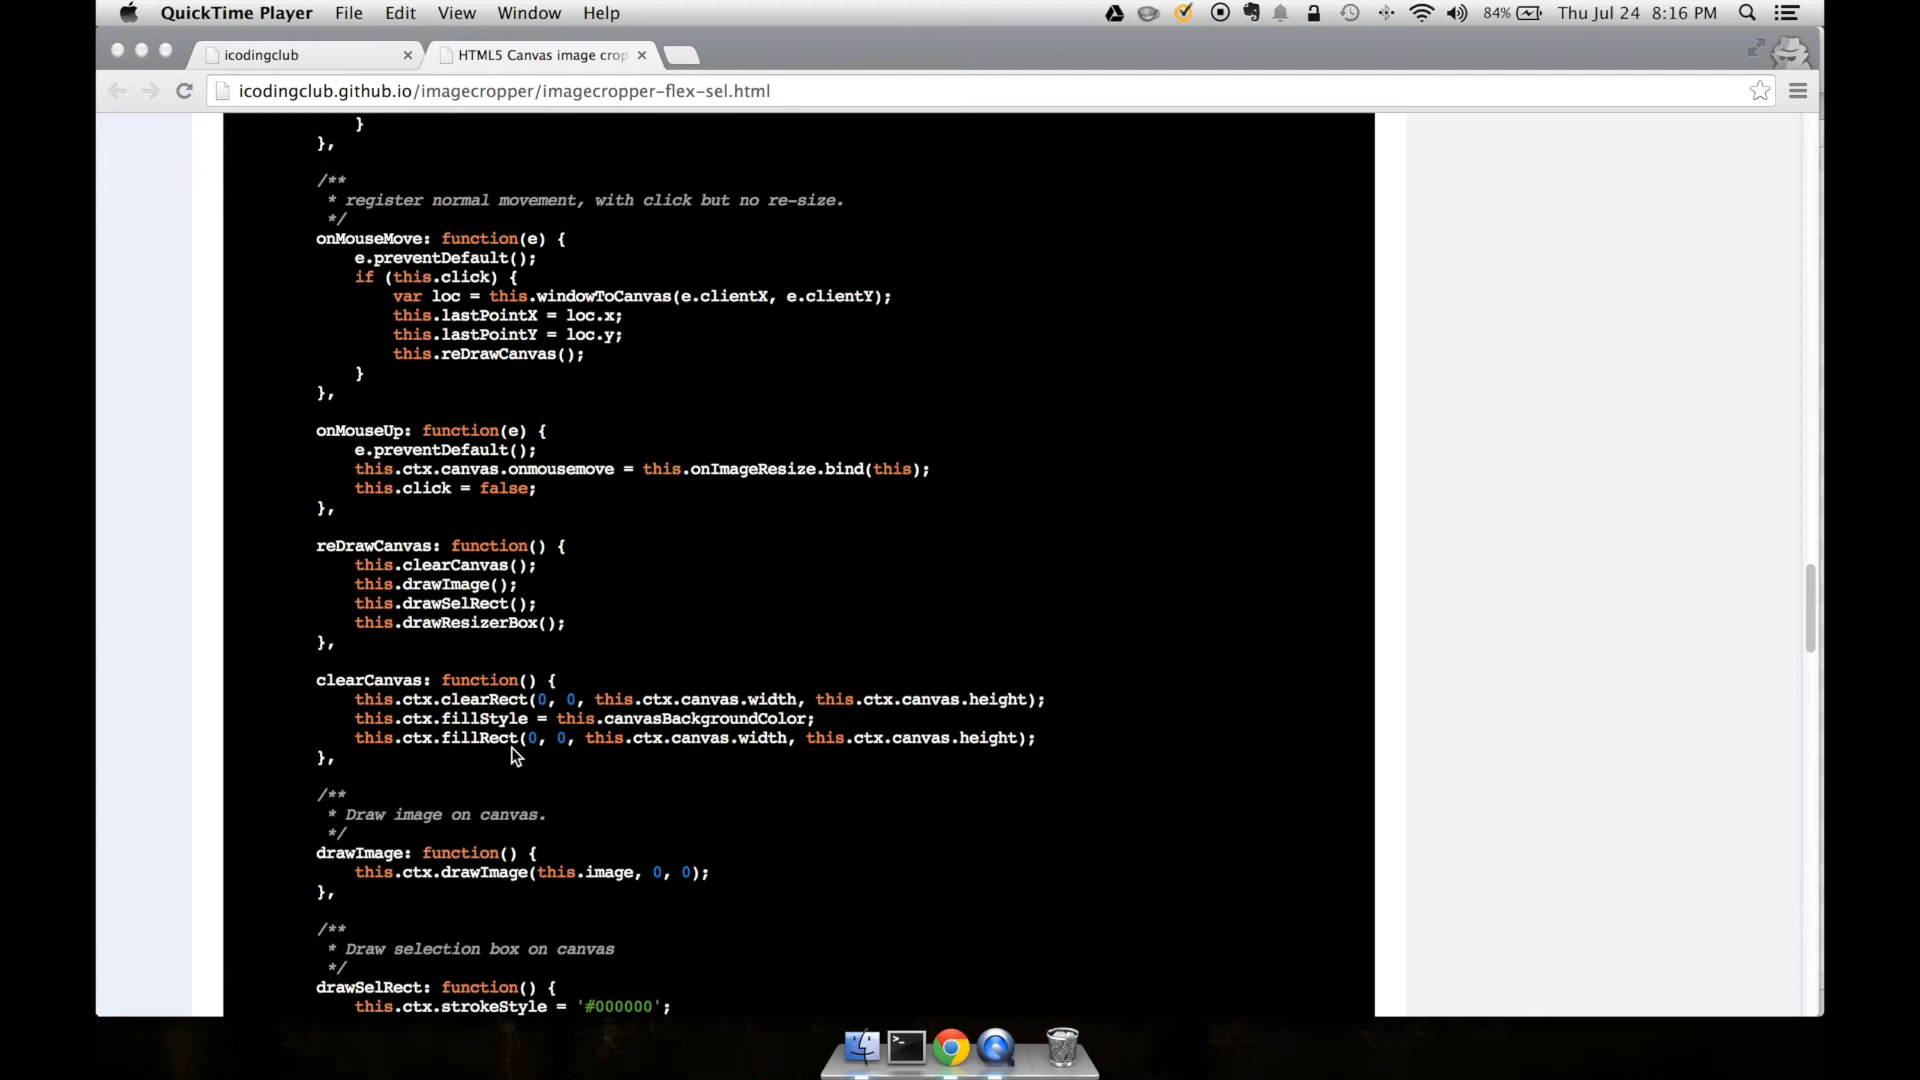 QuickTime Player File Edit View Window Help 84% Thu Jul 24 8:16 PM
icodingclub HTML5 Canvas image crop
icodingclub.github.io/imagecropper/imagecropper-flex-sel.html
}
},
/**
* register normal movement, with click but no re-size.
*/
onMouseMove: function(e) {
e.preventDefault();
if (this.click) {
var loc = this.windowToCanvas(e.clientX, e.clientY);
this.lastPointX = loc.x;
this.lastPointY = loc.y;
this.reDrawCanvas();
}
},
onMouseUp: function(e) {
e.preventDefault();
this.ctx.canvas.onmousemove = this.onImageResize.bind(this);
this.click = false;
},
reDrawCanvas: function() {
this.clearCanvas();
this.drawImage();
this.drawSelRect();
this.drawResizerBox();
},
clearCanvas: function() {
this.ctx.clearRect(0, 0, this.ctx.canvas.width, this.ctx.canvas.height);
this.ctx.fillStyle = this.canvasBackgroundColor;
this.ctx.fillRect(0, 0, this.ctx.canvas.width, this.ctx.canvas.height);
},
/**
* Draw image on canvas.
*/
drawImage: function() {
this.ctx.drawImage(this.image, 0, 0);
},
/**
* Draw selection box on canvas
*/
drawSelRect: function() {
this.ctx.strokeStyle = '#000000';